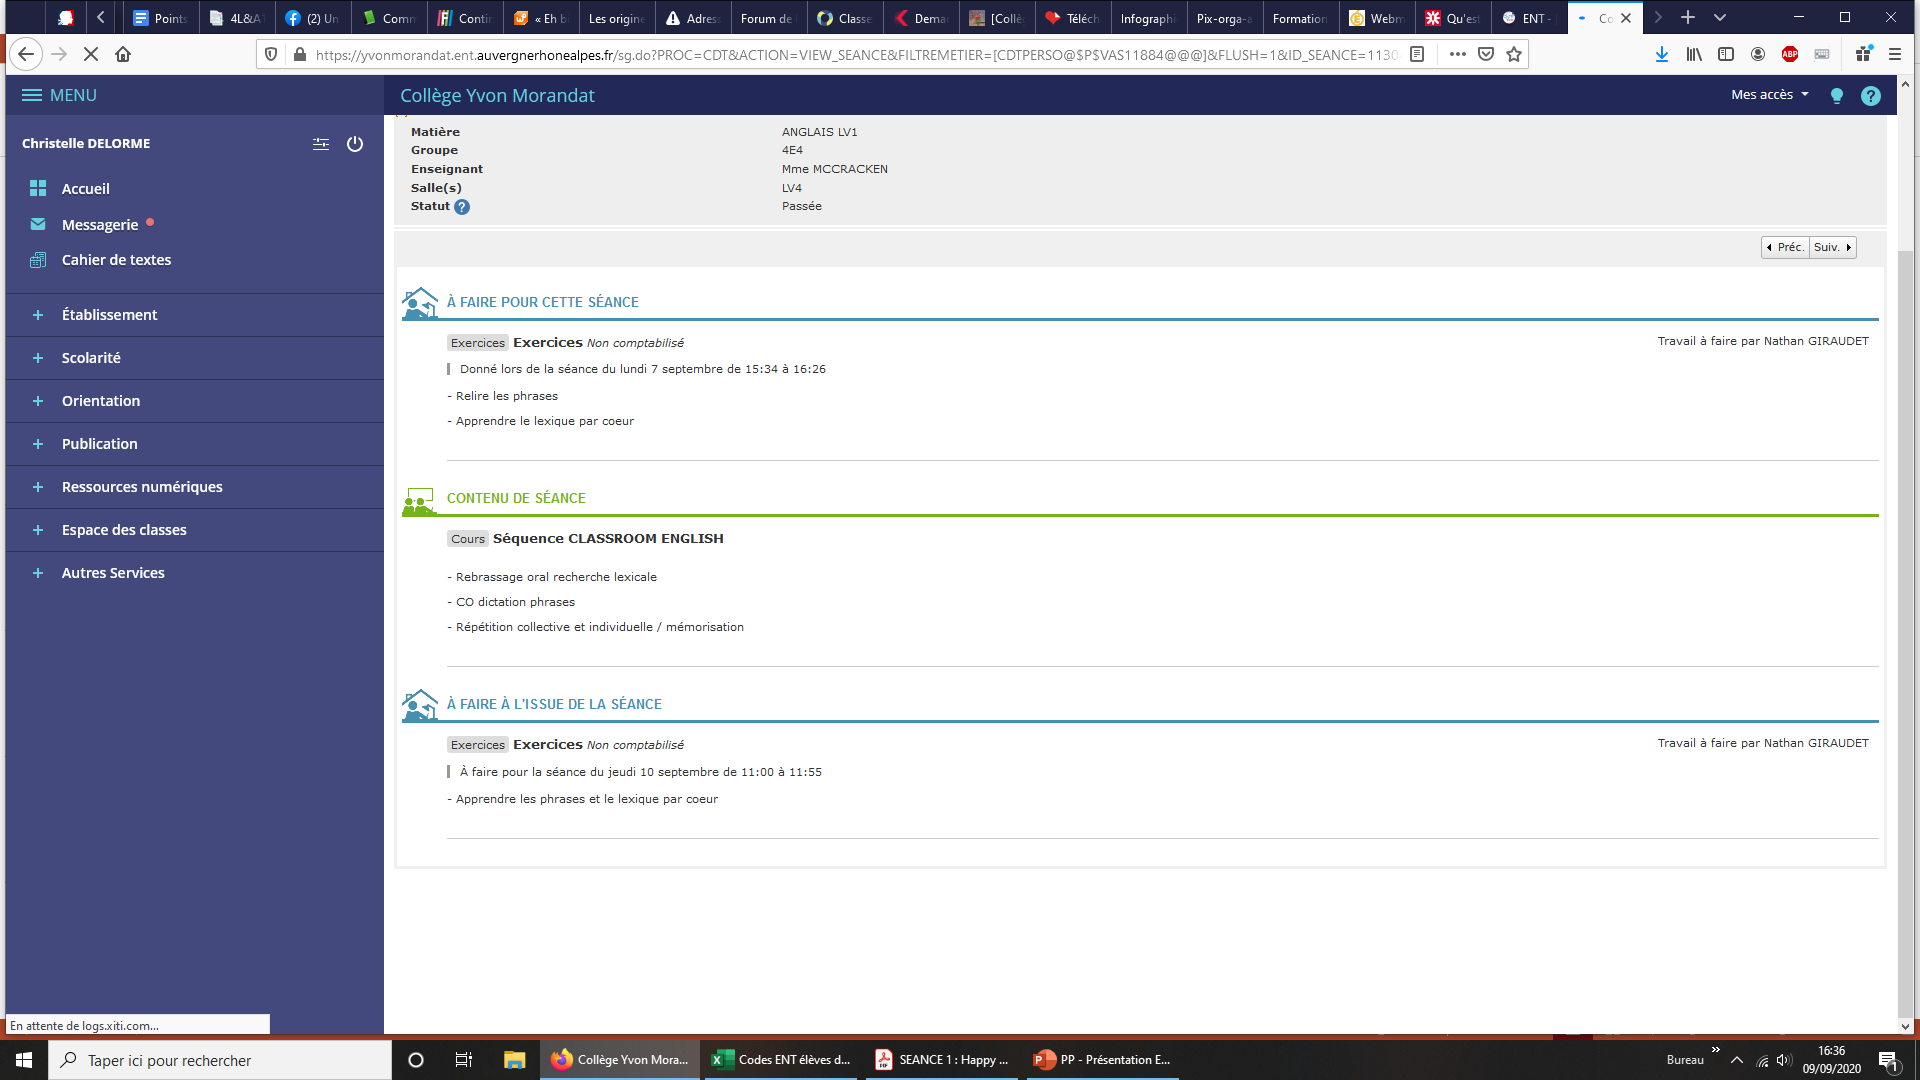 Points
4L&A
(2) Un
Comm
Contin
« Eh b
Les origine
Adres
Forum de
Classe
Dema
[Collè
Téléch
Infographi
Pix-orga-a
Formation
Webm
Qu'es
ENT -
Co
https://yvonmorandat.ent.auvergnerhonealpes.fr/sg.do?PROC=CDT&ACTION=VIEW_SEANCE&FILTREMETIER=[CDTPERSO@$P$VAS11884@@@]&FLUSH=1&ID_SEANCE=1130
ABP
MENU
Collège Yvon Morandat
Mes accès
?
Christelle DELORME
Accueil
Messagerie
Cahier de textes
+ Établissement
+ Scolarité
+ Orientation
+ Publication
+ Ressources numériques
+ Espace des classes
+ Autres Services
Matière ANGLAIS LV1
Groupe 4E4
Enseignant Mme MCCRACKEN
Salle(s) LV4
Statut ? Passée
Préc. Suiv.
À FAIRE POUR CETTE SÉANCE
Exercices Exercices Non comptabilisé
Travail à faire par Nathan GIRAUDET
Donné lors de la séance du lundi 7 septembre de 15:34 à 16:26
- Relire les phrases
- Apprendre le lexique par coeur
CONTENU DE SÉANCE
Cours Séquence CLASSROOM ENGLISH
- Rebrassage oral recherche lexicale
- CO dictation phrases
- Répétition collective et individuelle / mémorisation
À FAIRE À L'ISSUE DE LA SÉANCE
Exercices Exercices Non comptabilisé
Travail à faire par Nathan GIRAUDET
À faire pour la séance du jeudi 10 septembre de 11:00 à 11:55
- Apprendre les phrases et le lexique par coeur
En attente de logs.xiti.com...
Taper ici pour rechercher
Collège Yvon Mora...
Codes ENT élèves d...
SEANCE 1 : Happy ...
PP - Présentation E...
Bureau
16:36
09/09/2020
1